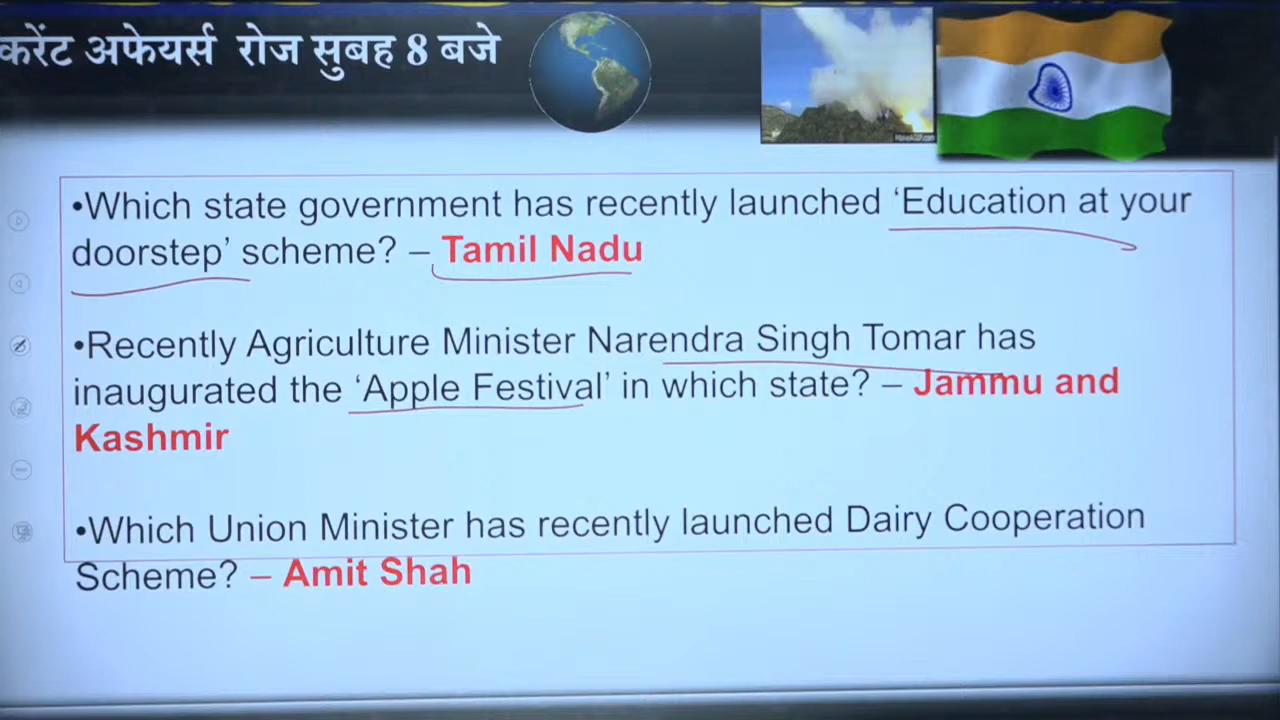 करेंट अफेयर्स रोज सुबह 8 बजे
•Which state government has recently launched ‘Education at your
doorstep’ scheme? – Tamil Nadu
•Recently Agriculture Minister Narendra Singh Tomar has
inaugurated the ‘Apple Festival’ in which state? – Jammu and
Kashmir
•Which Union Minister has recently launched Dairy Cooperation
Scheme? – Amit Shah